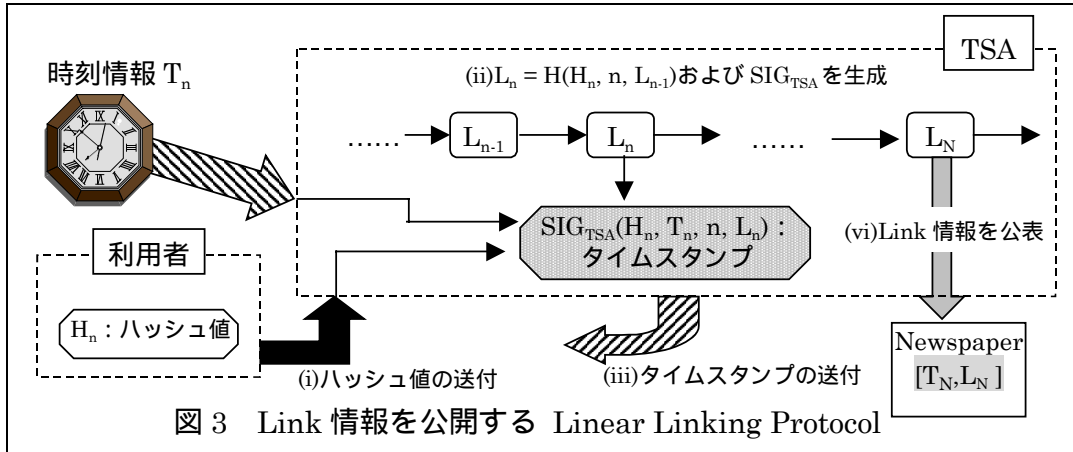 TSA
時刻情報 Tn
(ii)Ln = H(Hn, n, Ln-1)および SIGTSA を生成
…… Ln-1 Ln …… LN
SIGTSA(Hn, Tn, n, Ln)：
タイムスタンプ
(vi)Link 情報を公表
利用者
Hn：ハッシュ値
(i)ハッシュ値の送付
(iii)タイムスタンプの送付
Newspaper
[TN,LN ]
図 3 Link 情報を公開する Linear Linking Protocol